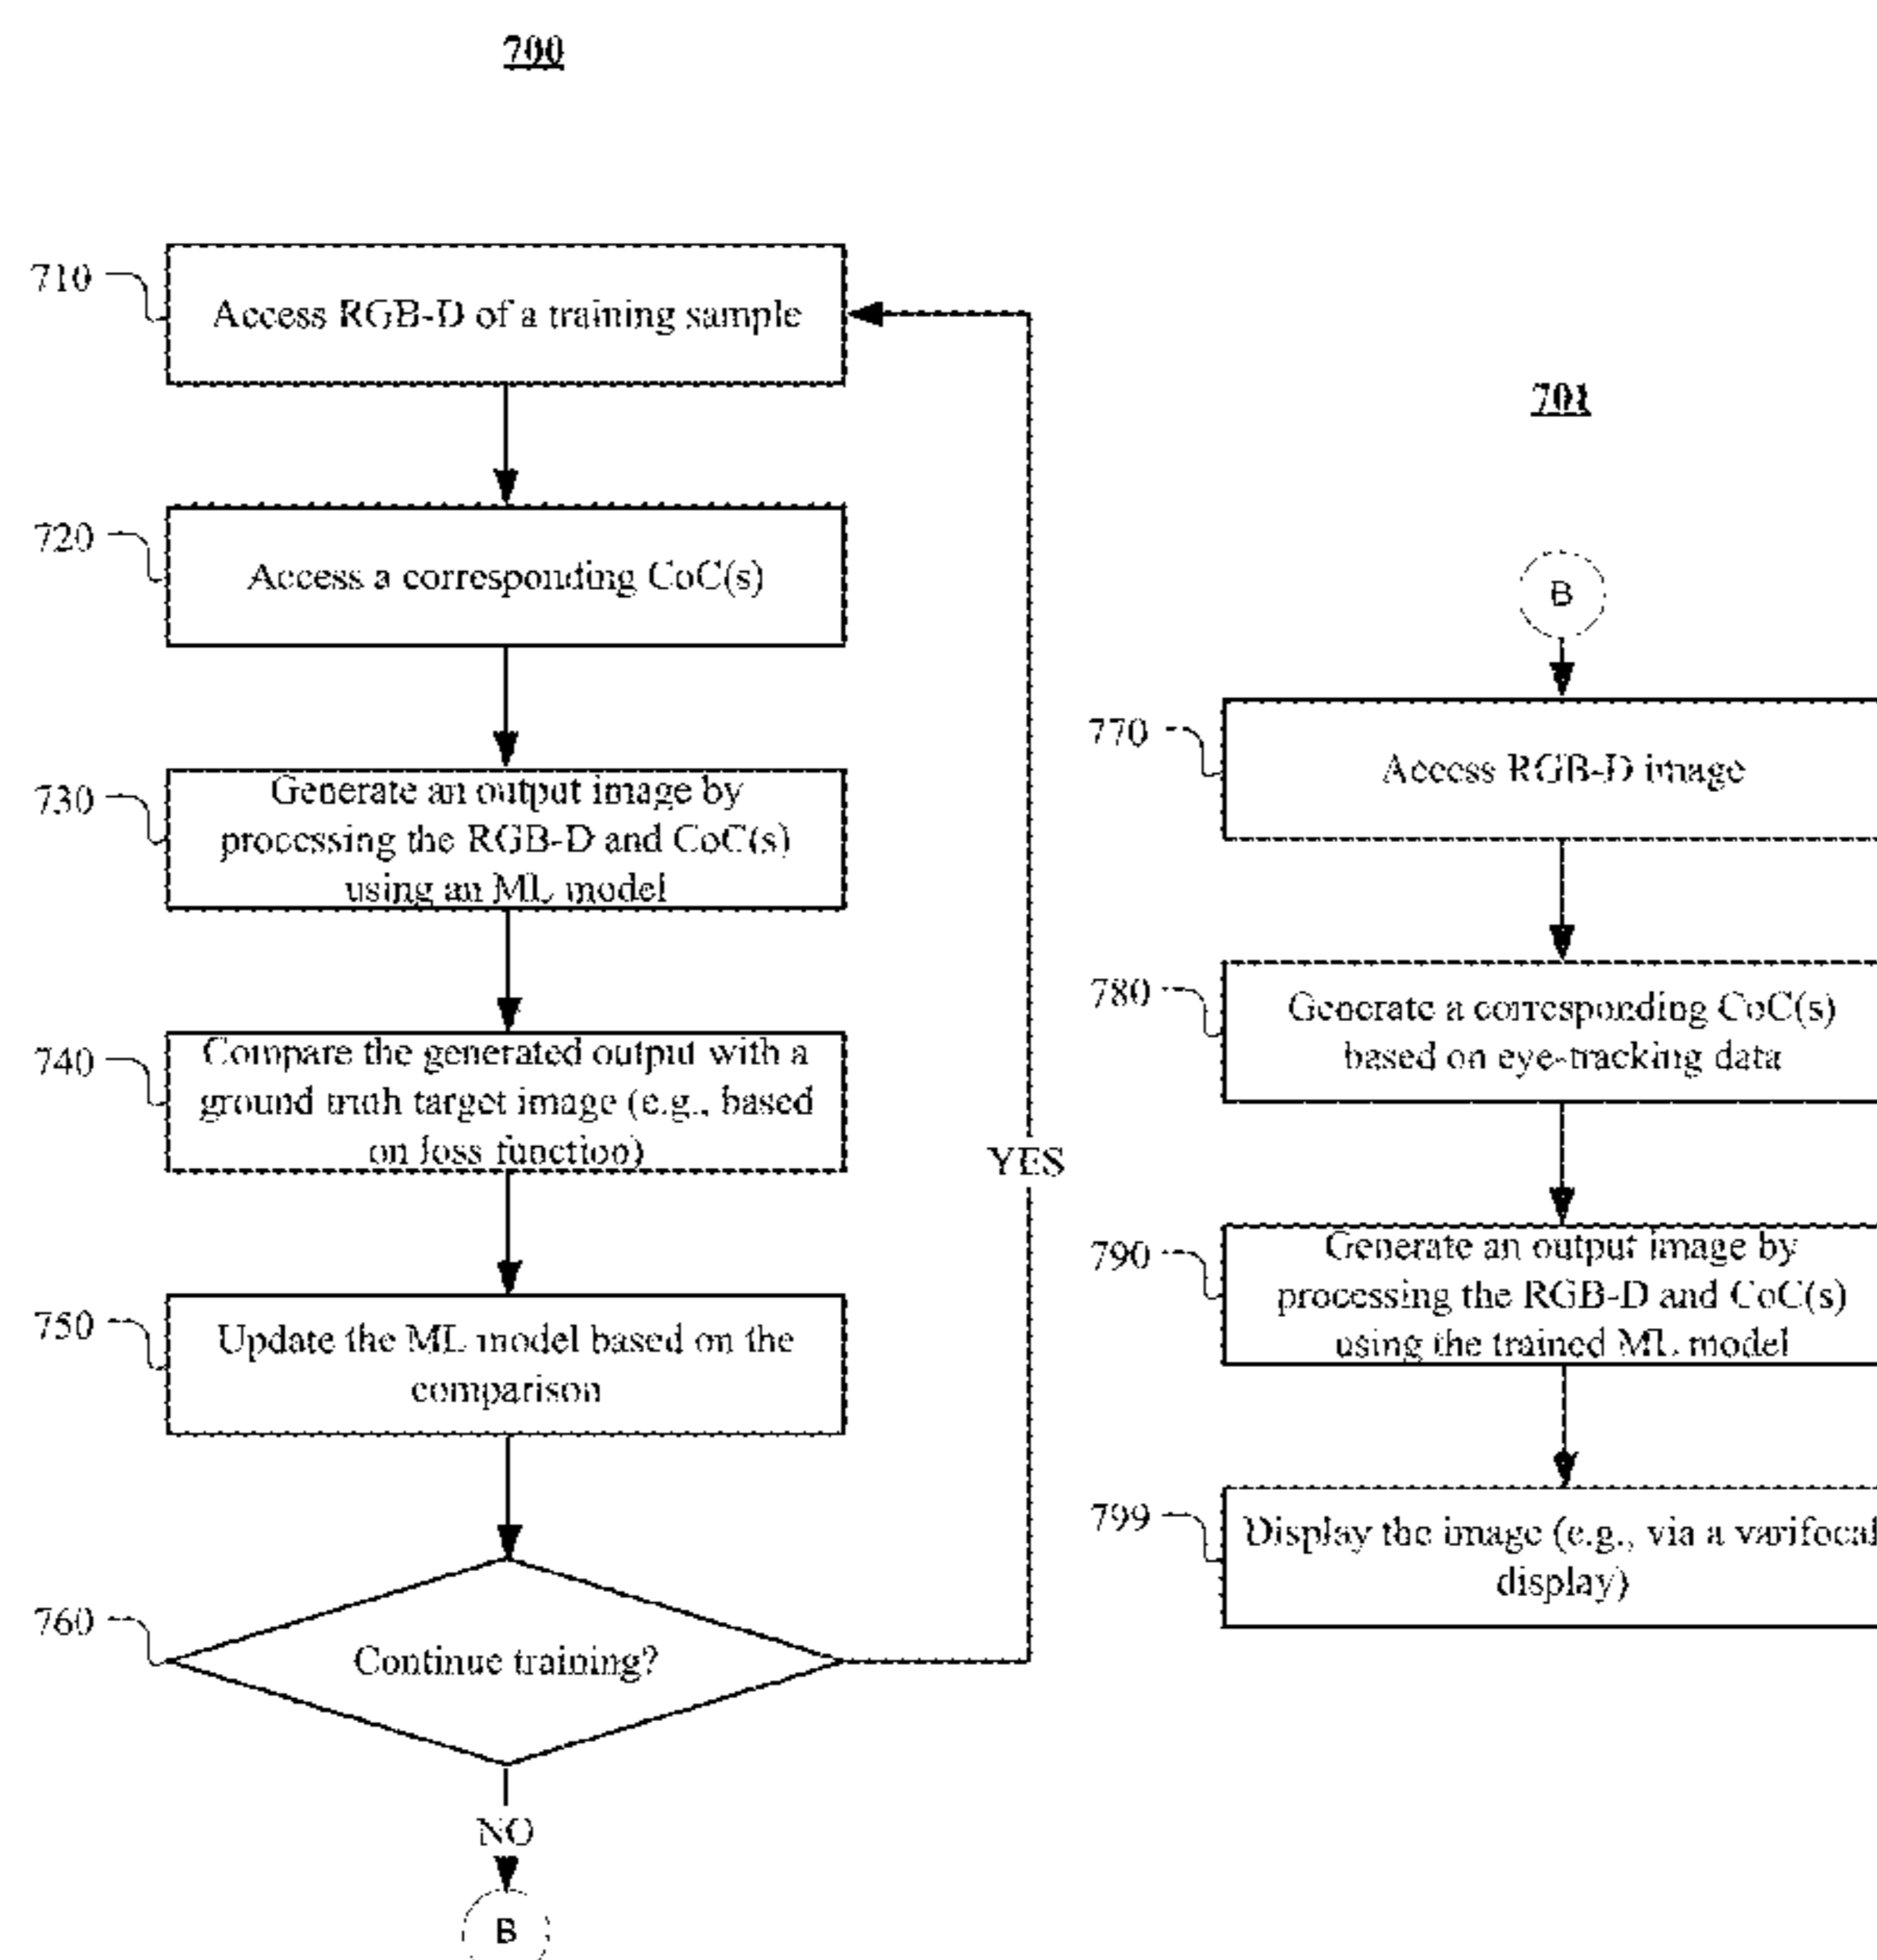 700
710
Access RGB-D of a training sample
720
Access a corresponding CoC(s)
730
Generate an output image by
processing the RGB-D and CoC(s)
using an ML model
740
Compare the generated output with a
ground truth target image (e.g., based
on loss function)
YES
750
Update the ML model based on the
comparison
760
Continue training?
NO
B
701
B
770
Access RGB-D image
780
Generate a corresponding CoC(s)
based on eye-tracking data
790
Generate an output image by
processing the RGB-D and CoC(s)
using the trained ML model
799
Display the image (e.g., via a varifocal
display)